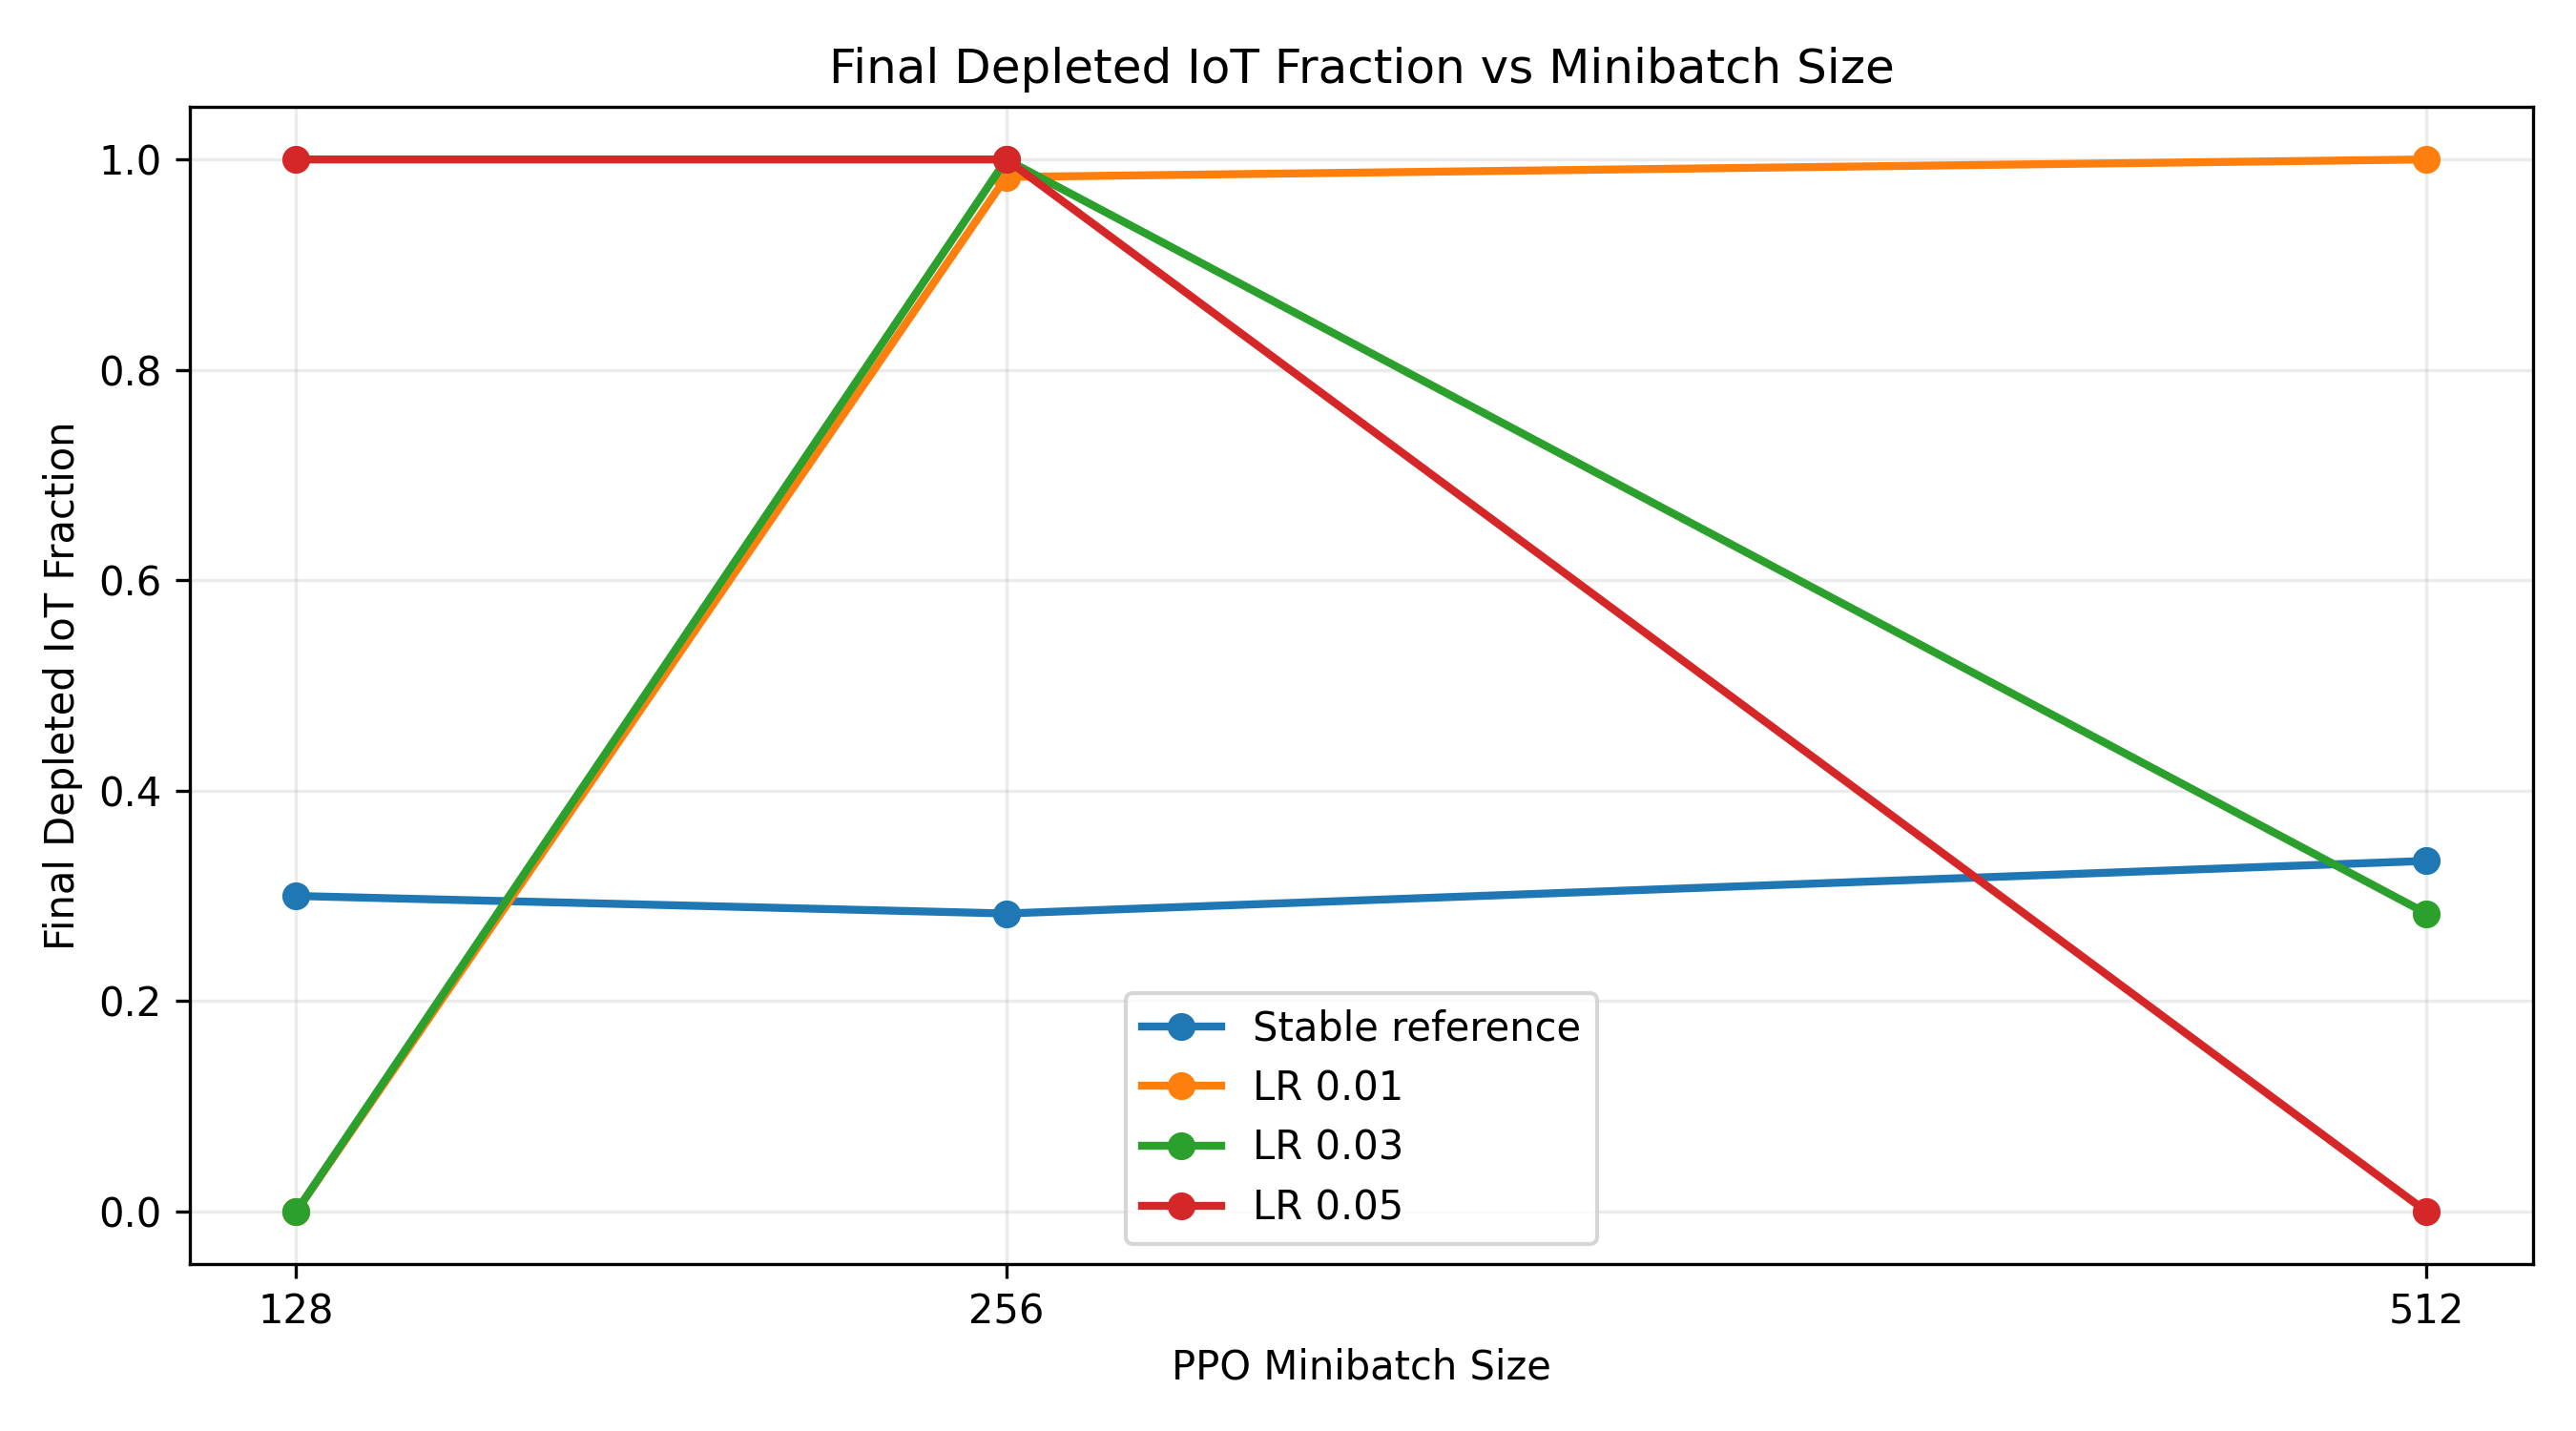 Final Depleted IoT Fraction vs Minibatch Size
Final Depleted IoT Fraction
1.0
0.8
0.6
0.4
0.2
0.0
Stable reference
LR 0.01
LR 0.03
LR 0.05
128
256
512
PPO Minibatch Size